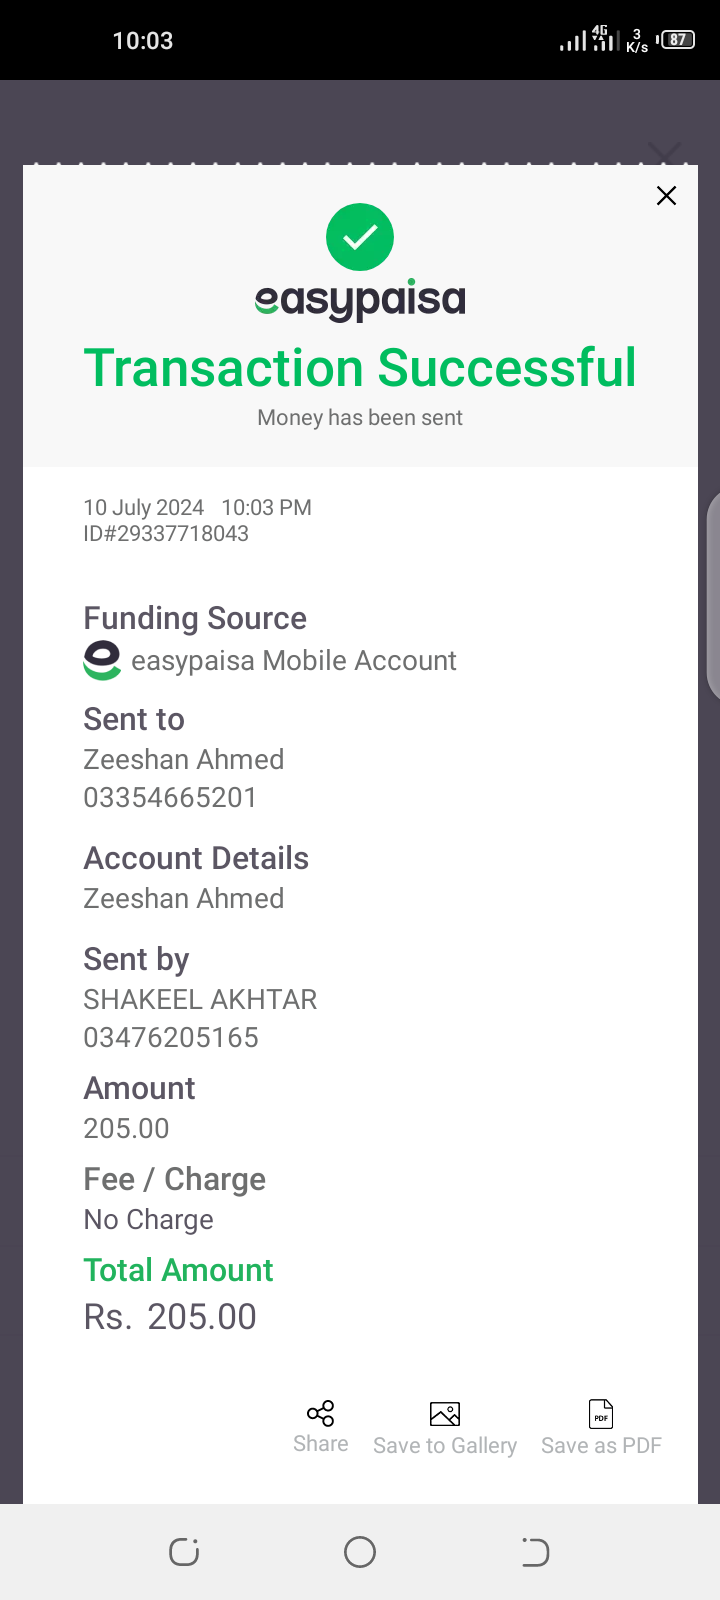 10:03
4G
3
K/s
87
easypaisa
Transaction Successful
Money has been sent
10 July 2024 10:03 PM
ID#29337718043
Funding Source
easypaisa Mobile Account
Sent to
Zeeshan Ahmed
03354665201
Account Details
Zeeshan Ahmed
Sent by
SHAKEEL AKHTAR
03476205165
Amount
205.00
Fee / Charge
No Charge
Total Amount
Rs. 205.00
PDF
Share Save to Gallery Save as PDF